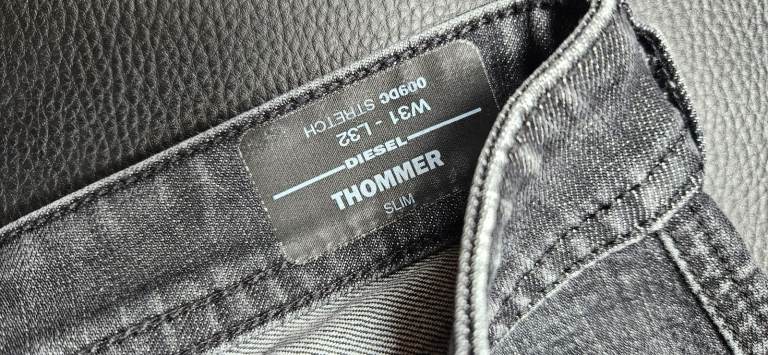 009DC STRETCH
W31 - L32
DIESEL
THOMMER
SLIM